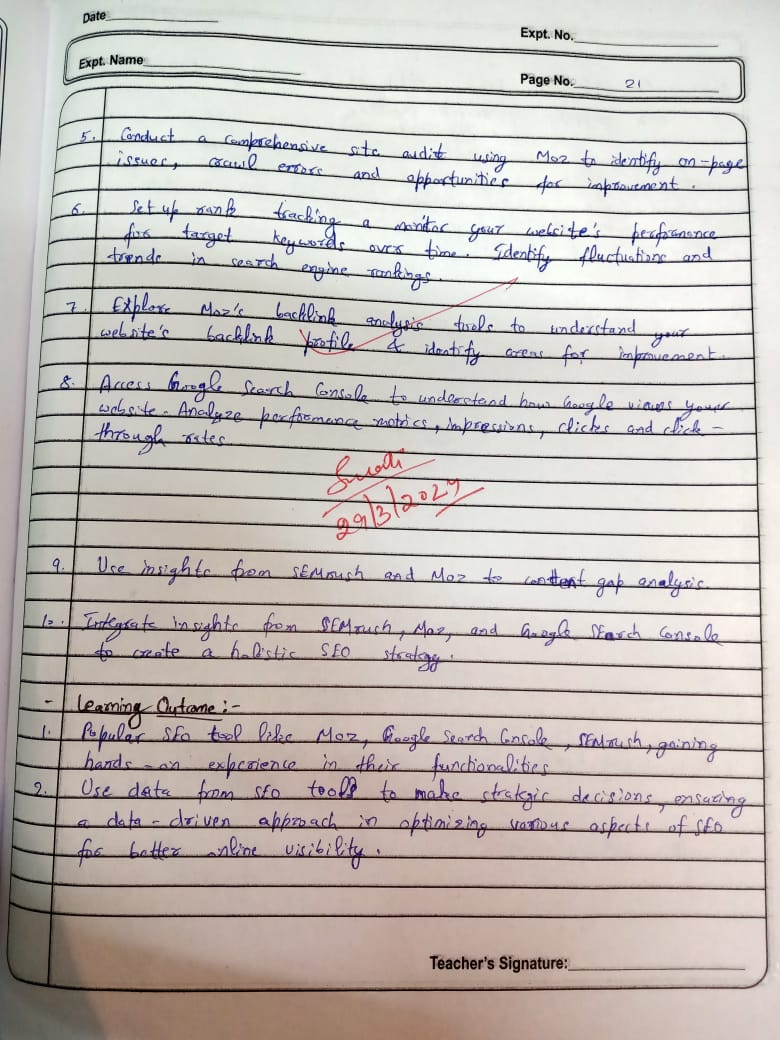 Date
Expt. No.
Expt. Name
Page No. 21
5. Conduct a comprehensive site audit using Moz to identify on-page
issues, crawl errors and opportunities for improvement.
6. Set up rank tracking a monitor your website's performance
for target keywords over time. Identify fluctuations and
trends in search engine rankings.
7. Explore Moz's backlink analysis tools to understand your
website's backlink profile & identify areas for improvement.
8. Access Google Search Console to understand how Google views your
website. Analyze performance metrics, impressions, clicks and click-
through rates.
29/3/2024
9. Use insights from SEMrush and Moz to content gap analysis.
10. Integrate insights from SEMrush, Moz, and Google Search Console
to create a holistic SEO strategy.
- Learning Outcome :-
1. Popular SEO tool like Moz, Google Search Console, SEMrush, gaining
hands-on experience in their functionalities
2. Use data from SEO tools to make strategic decisions, ensuring
a data-driven approach in optimizing various aspects of SEO
for better online visibility.
Teacher's Signature: